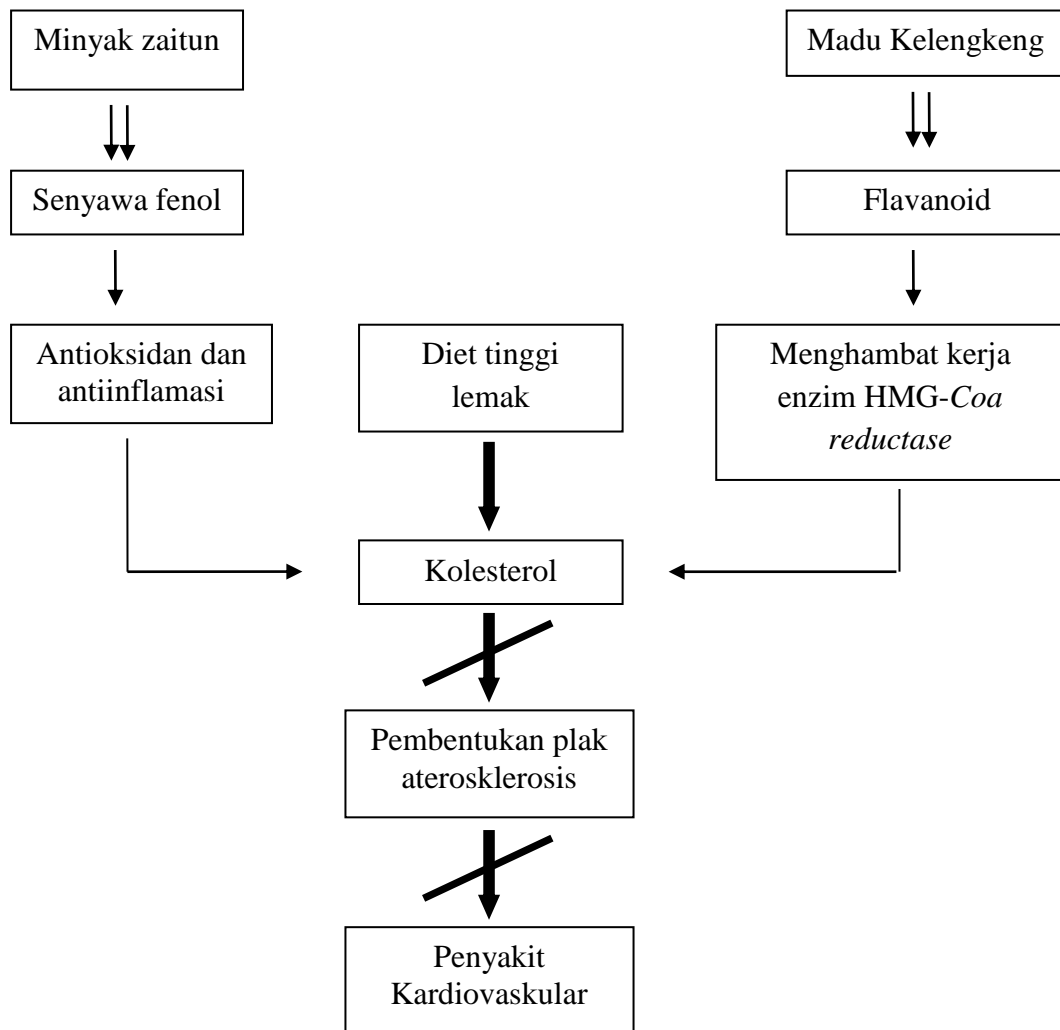 Minyak zaitun
Madu Kelengkeng
Senyawa fenol
Flavanoid
Antioksidan dan
antiinflamasi
Diet tinggi
lemak
Menghambat kerja
enzim HMG-Coa
reductase
Kolesterol
Pembentukan plak
aterosklerosis
Penyakit
Kardiovaskular